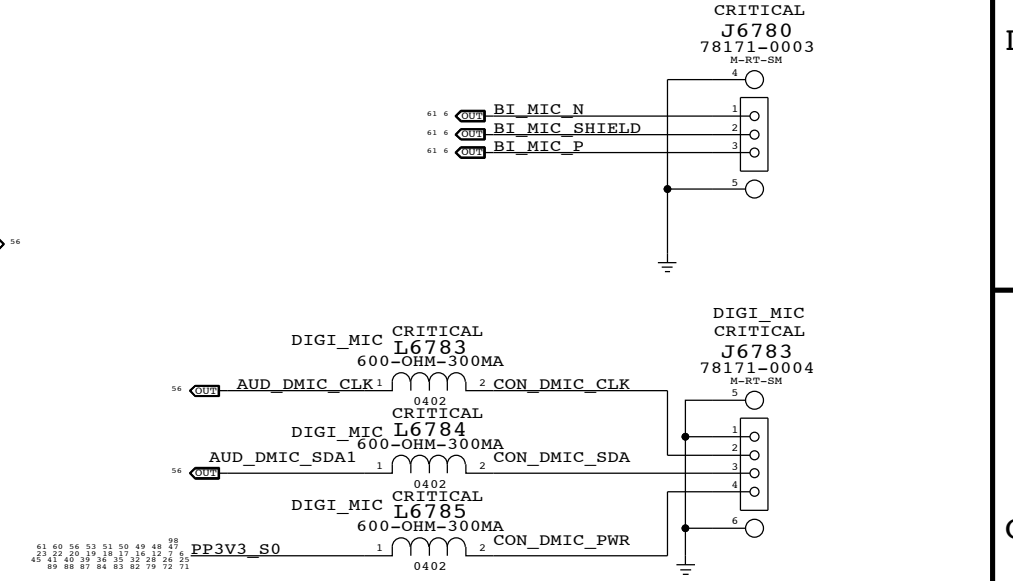 CRITICAL
J6780
78171-0003
M-RT-SM
4
61 6 OUT BI_MIC_N 1
61 6 OUT BI_MIC_SHIELD 2
61 6 OUT BI_MIC_P 3
5
56
DIGI_MIC
CRITICAL
J6783
78171-0004
M-RT-SM
5
DIGI_MIC CRITICAL
L6783
600-OHM-300MA
56 OUT AUD_DMIC_CLK 1 2 CON_DMIC_CLK
0402
1
2
3
4
6
DIGI_MIC CRITICAL
L6784
600-OHM-300MA
56 OUT AUD_DMIC_SDA1 1 2 CON_DMIC_SDA
0402
DIGI_MIC CRITICAL
L6785
600-OHM-300MA
PP3V3_S0 1 2 CON_DMIC_PWR
0402
98
61 60 56 53 51 50 49 48 47
23 22 20 19 18 17 16 12 7 6
45 41 40 39 36 35 32 28 26 25
89 88 87 84 83 82 79 72 71